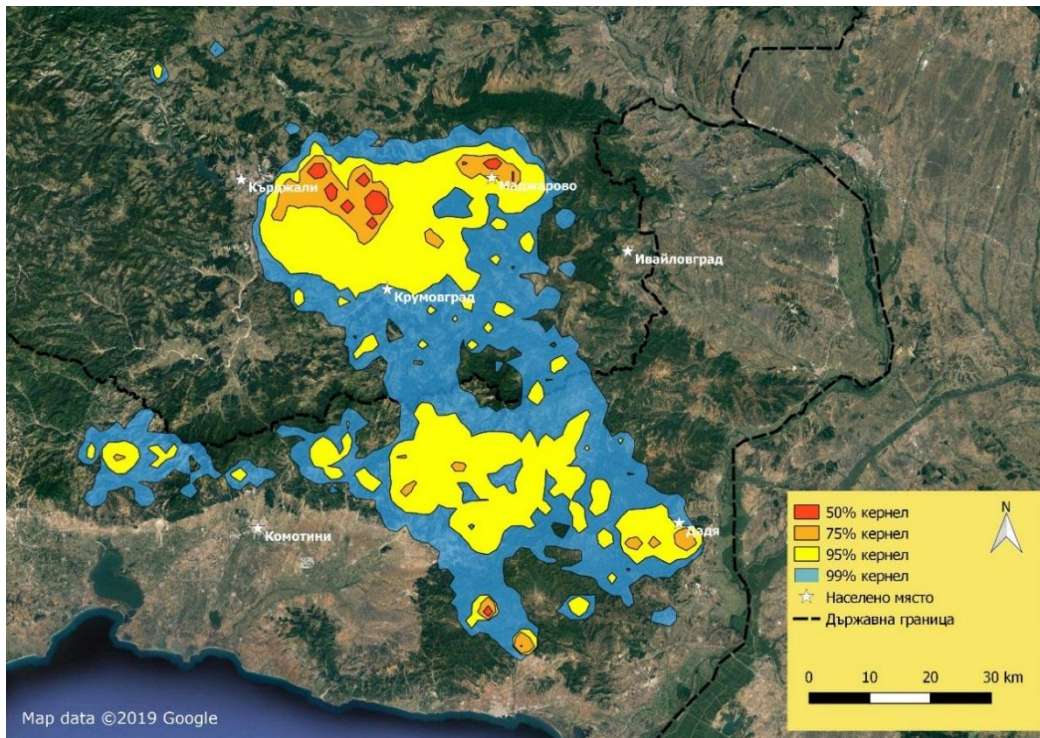 Кърджали
Маджарово
Ивайловград
Крумовград
Дадя
Комотини
N
50% кернел
75% кернел
95% кернел
99% кернел
Населено място
Държавна граница
0 10 20 30 km
Map data ©2019 Google